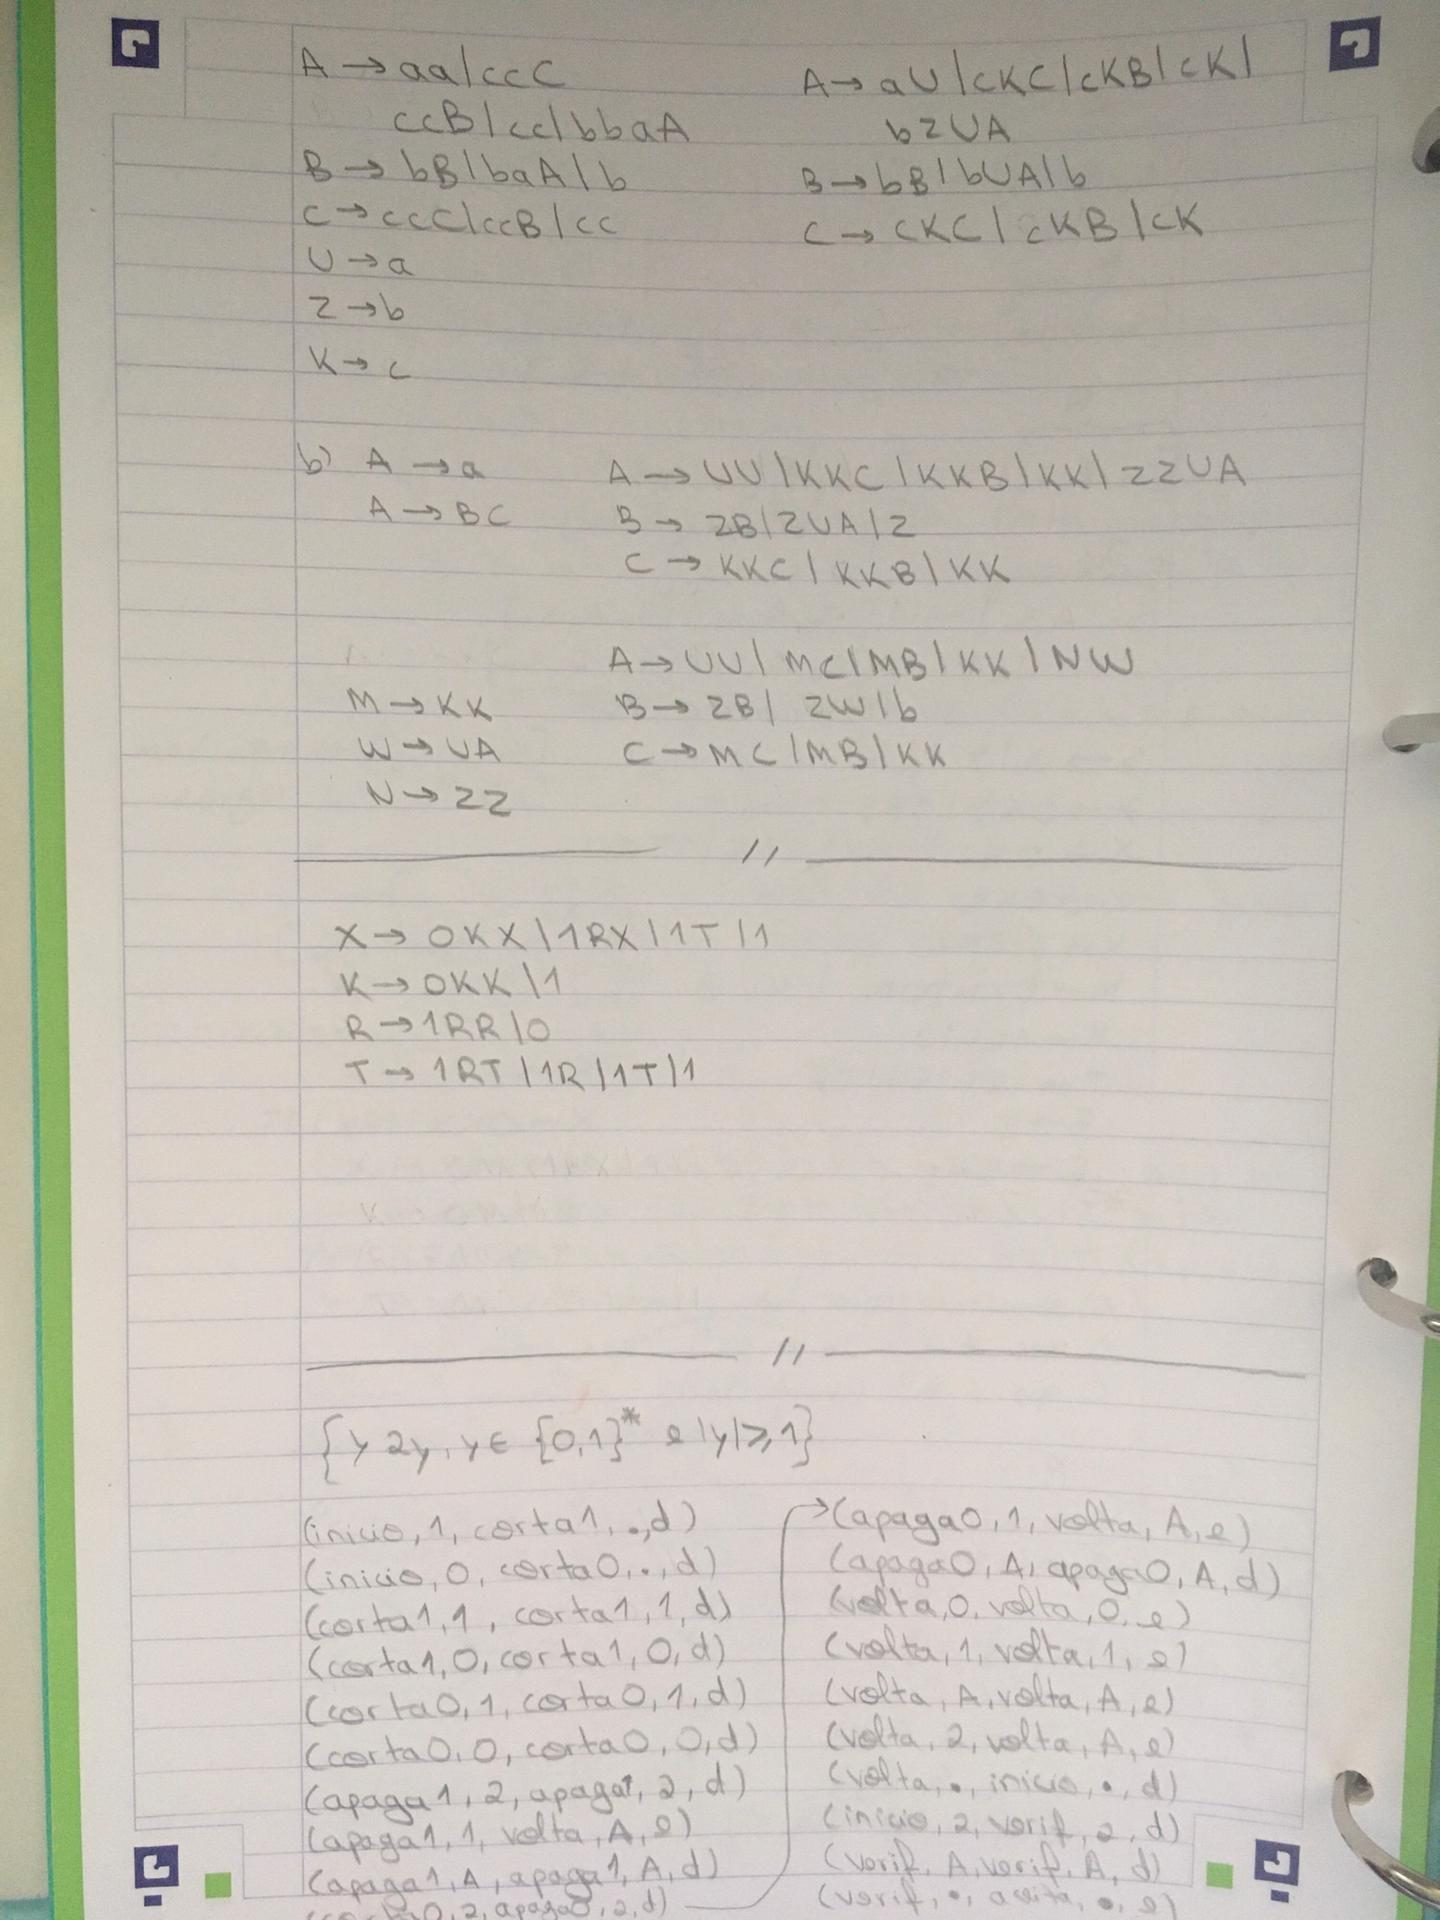 A → aa|ccC
ccB|cc|bbaA
B → bB|baA|b
C → ccC|ccB|cc
U → a
Z → b
K → c
A → aU|cKC|cKB|cK|
bZUA
B → bB|bUA|b
C → cKC|cKB|cK
b) A → a
A → BC
A → UU|KKC|KKB|KK|ZZUA
B → ZB|ZUA|Z
C → KKC|KKB|KK
M → KK
W → UA
N → ZZ
A → UU|MC|MB|KK|NW
B → ZB|ZW|b
C → MC|MB|KK
//
X → 0KX|1RX|1T|1
K → 0KK|1
R → 1RR|0
T → 1RT|1R|1T|1
//
{y2y, y∈ {0,1}* e |y|≥1}
(inicio, 1, corta1, ., d)
(inicio, 0, corta0, ., d)
(corta1, 1, corta1, 1, d)
(corta1, 0, corta1, 0, d)
(corta0, 1, corta0, 1, d)
(corta0, 0, corta0, 0, d)
(apaga1, 2, apaga1, 2, d)
(apaga1, 1, volta, A, e)
(apaga1, A, apaga1, A, d)
(corta0, 2, apaga0, 2, d)
→(apaga0, 1, volta, A, e)
(apaga0, A, apaga0, A, d)
(volta, 0, volta, 0, e)
(volta, 1, volta, 1, e)
(volta, A, volta, A, e)
(volta, 2, volta, A, e)
(volta, ., inicio, ., d)
(inicio, 2, verif, 2, d)
(verif, A, verif, A, d)
(verif, ., aceita, ., e)